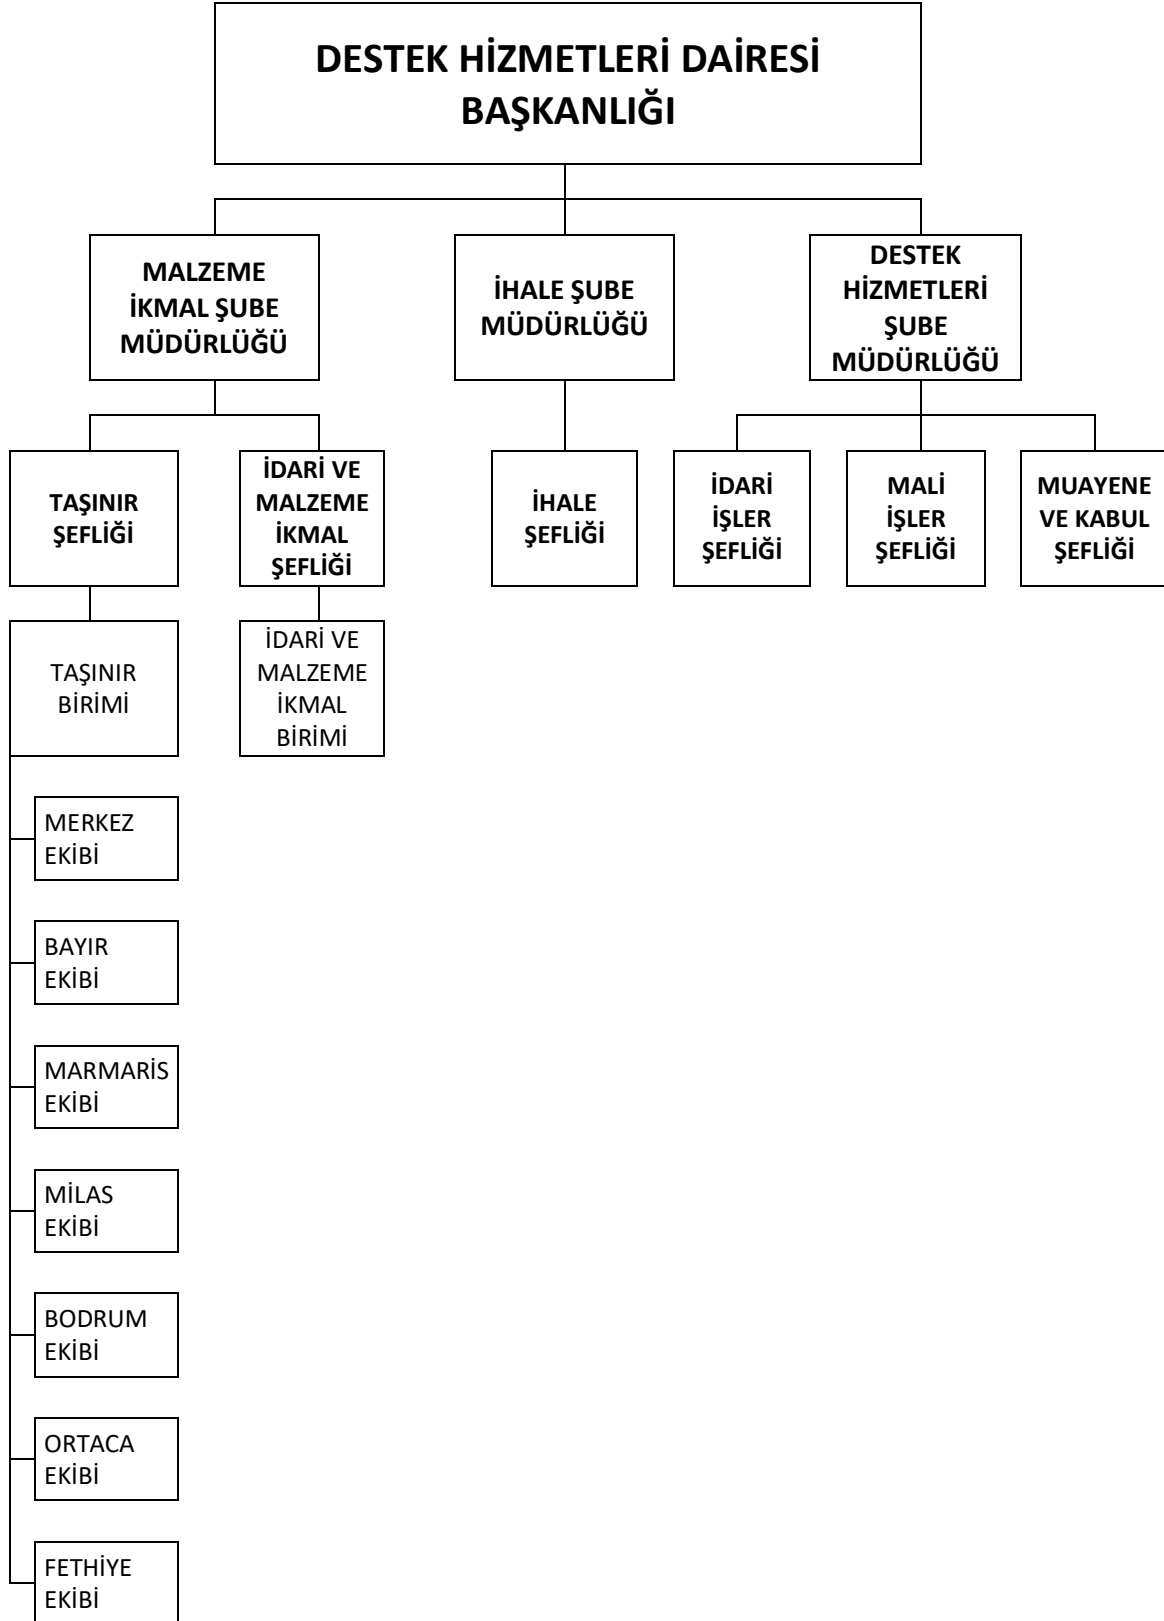 DESTEK HİZMETLERİ DAİRESİ
BAŞKANLIĞI
MALZEME
İKMAL ŞUBE
MÜDÜRLÜĞÜ
İHALE ŞUBE
MÜDÜRLÜĞÜ
DESTEK
HİZMETLERİ
ŞUBE
MÜDÜRLÜĞÜ
TAŞINIR
ŞEFLİĞİ
İDARİ VE
MALZEME
İKMAL
ŞEFLİĞİ
İHALE
ŞEFLİĞİ
İDARİ
İŞLER
ŞEFLİĞİ
MALİ
İŞLER
ŞEFLİĞİ
MUAYENE
VE KABUL
ŞEFLİĞİ
TAŞINIR
BİRİMİ
İDARİ VE
MALZEME
İKMAL
BİRİMİ
MERKEZ
EKİBİ
BAYIR
EKİBİ
MARMARİS
EKİBİ
MİLAS
EKİBİ
BODRUM
EKİBİ
ORTACA
EKİBİ
FETHİYE
EKİBİ